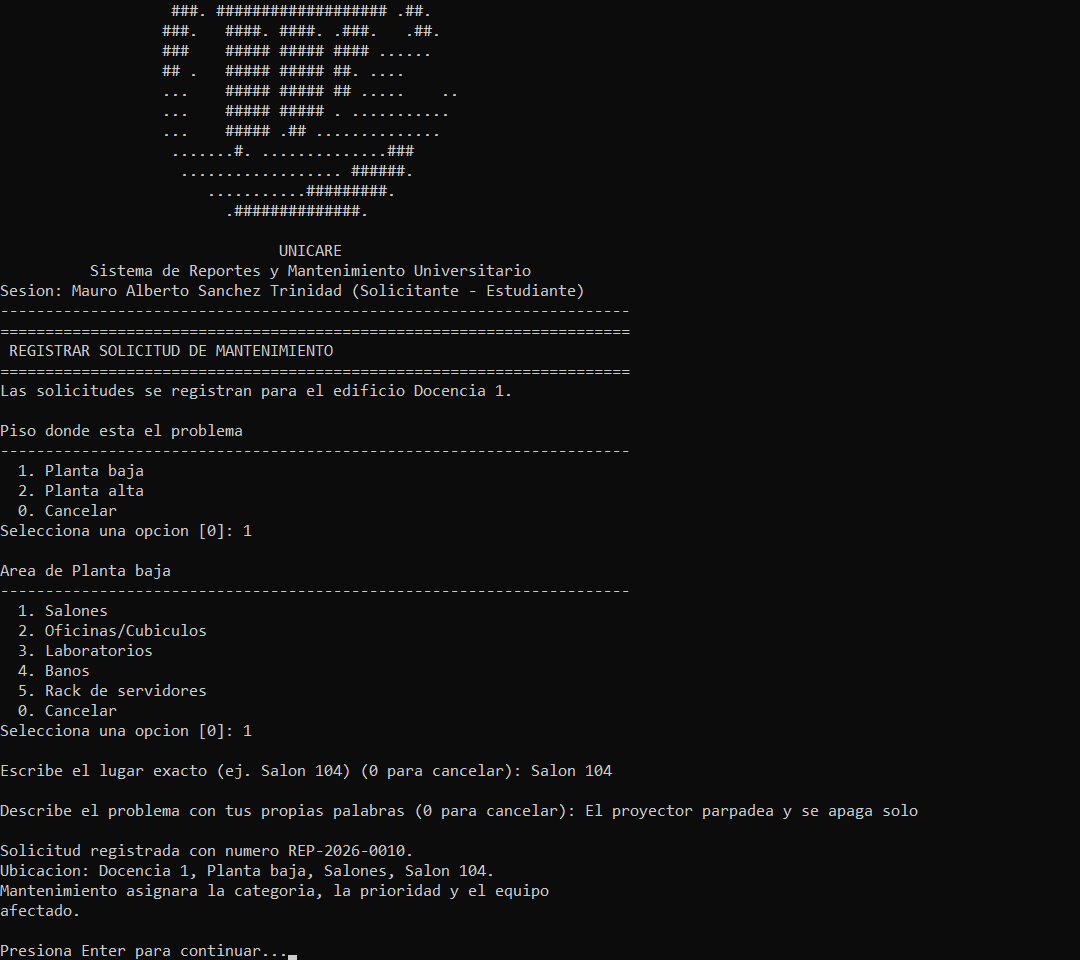 ###. ################### .##.
###.   ####. ####. .###.   .##.
###    ##### ##### #### ......
## .   ##### ##### ##. ....
...    ##### ##### ## .....    ..
...    ##### ##### . ...........
...    ##### .## ..............
.......#. ..............###
.................. ######.
...........#########.
.##############.
UNICARE
Sistema de Reportes y Mantenimiento Universitario
Sesion: Mauro Alberto Sanchez Trinidad (Solicitante - Estudiante)
----------------------------------------------------------------------
======================================================================
REGISTRAR SOLICITUD DE MANTENIMIENTO
======================================================================
Las solicitudes se registran para el edificio Docencia 1.
Piso donde esta el problema
----------------------------------------------------------------------
1. Planta baja
2. Planta alta
0. Cancelar
Selecciona una opcion [0]: 1
Area de Planta baja
----------------------------------------------------------------------
1. Salones
2. Oficinas/Cubiculos
3. Laboratorios
4. Banos
5. Rack de servidores
0. Cancelar
Selecciona una opcion [0]: 1
Escribe el lugar exacto (ej. Salon 104) (0 para cancelar): Salon 104
Describe el problema con tus propias palabras (0 para cancelar): El proyector parpadea y se apaga solo
Solicitud registrada con numero REP-2026-0010.
Ubicacion: Docencia 1, Planta baja, Salones, Salon 104.
Mantenimiento asignara la categoria, la prioridad y el equipo
afectado.
Presiona Enter para continuar...